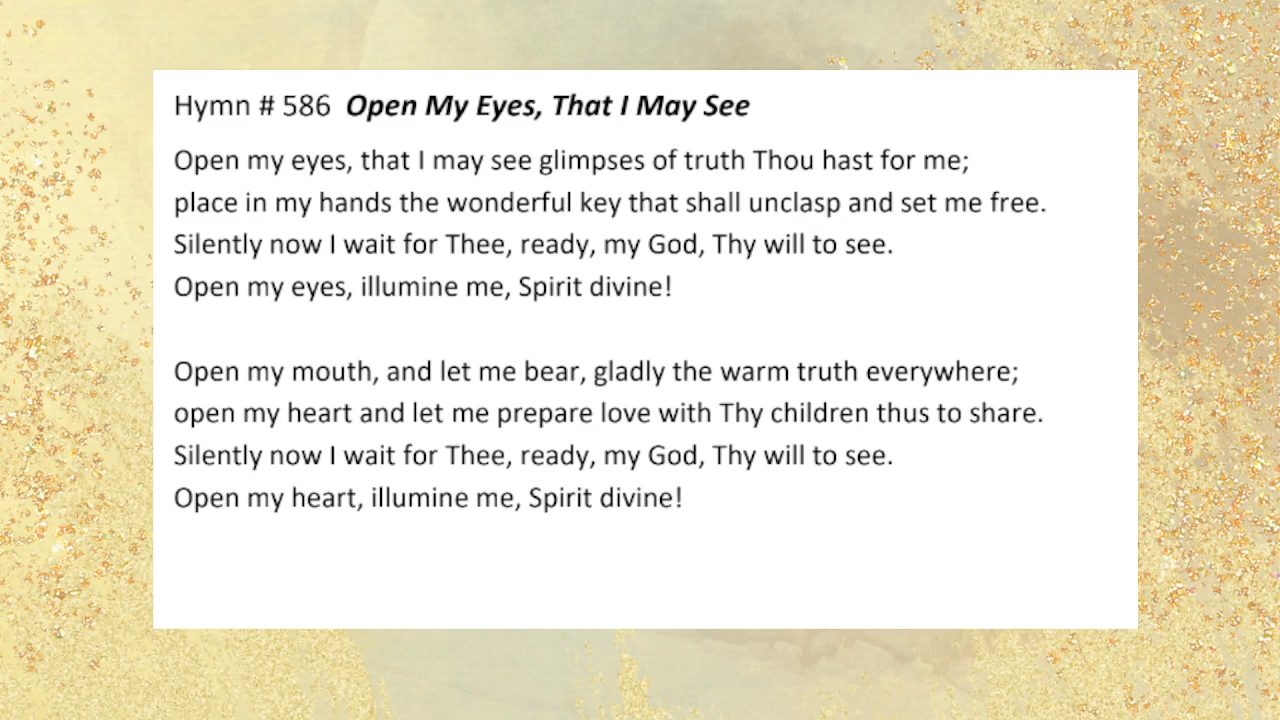 Hymn # 586 Open My Eyes, That I May See
Open my eyes, that I may see glimpses of truth Thou hast for me;
place in my hands the wonderful key that shall unclasp and set me free.
Silently now I wait for Thee, ready, my God, Thy will to see.
Open my eyes, illumine me, Spirit divine!
Open my mouth, and let me bear, gladly the warm truth everywhere;
open my heart and let me prepare love with Thy children thus to share.
Silently now I wait for Thee, ready, my God, Thy will to see.
Open my heart, illumine me, Spirit divine!